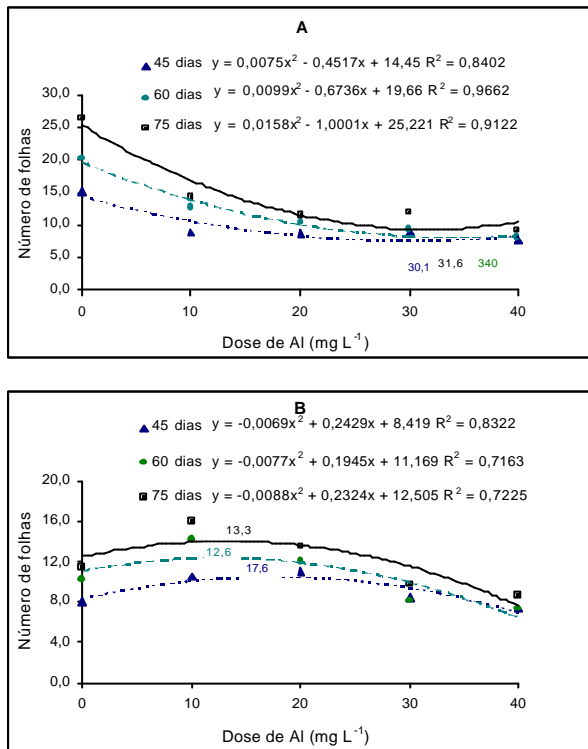 A
45 dias y = 0,0075x² - 0,4517x + 14,45 R² = 0,8402
60 dias y = 0,0099x² - 0,6736x + 19,66 R² = 0,9662
75 dias y = 0,0158x² - 1,0001x + 25,221 R² = 0,9122
Número de folhas
30,0
25,0
20,0
15,0
10,0
5,0
0,0
30,1 31,6 340
0 10 20 30 40
Dose de Al (mg L⁻¹)
B
45 dias y = -0,0069x² + 0,2429x + 8,419 R² = 0,8322
60 dias y = -0,0077x² + 0,1945x + 11,169 R² = 0,7163
75 dias y = -0,0088x² + 0,2324x + 12,505 R² = 0,7225
Número de folhas
20,0
16,0
12,0
8,0
4,0
0,0
13,3
12,6
17,6
0 10 20 30 40
Dose de Al (mg L⁻¹)